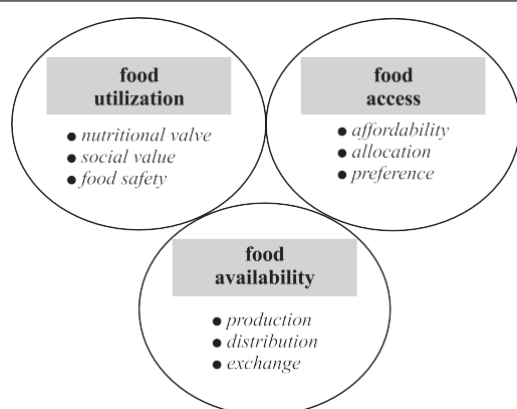 food
utilization
● nutritional valve
● social value
● food safety
food
access
● affordability
● allocation
● preference
food
availability
● production
● distribution
● exchange